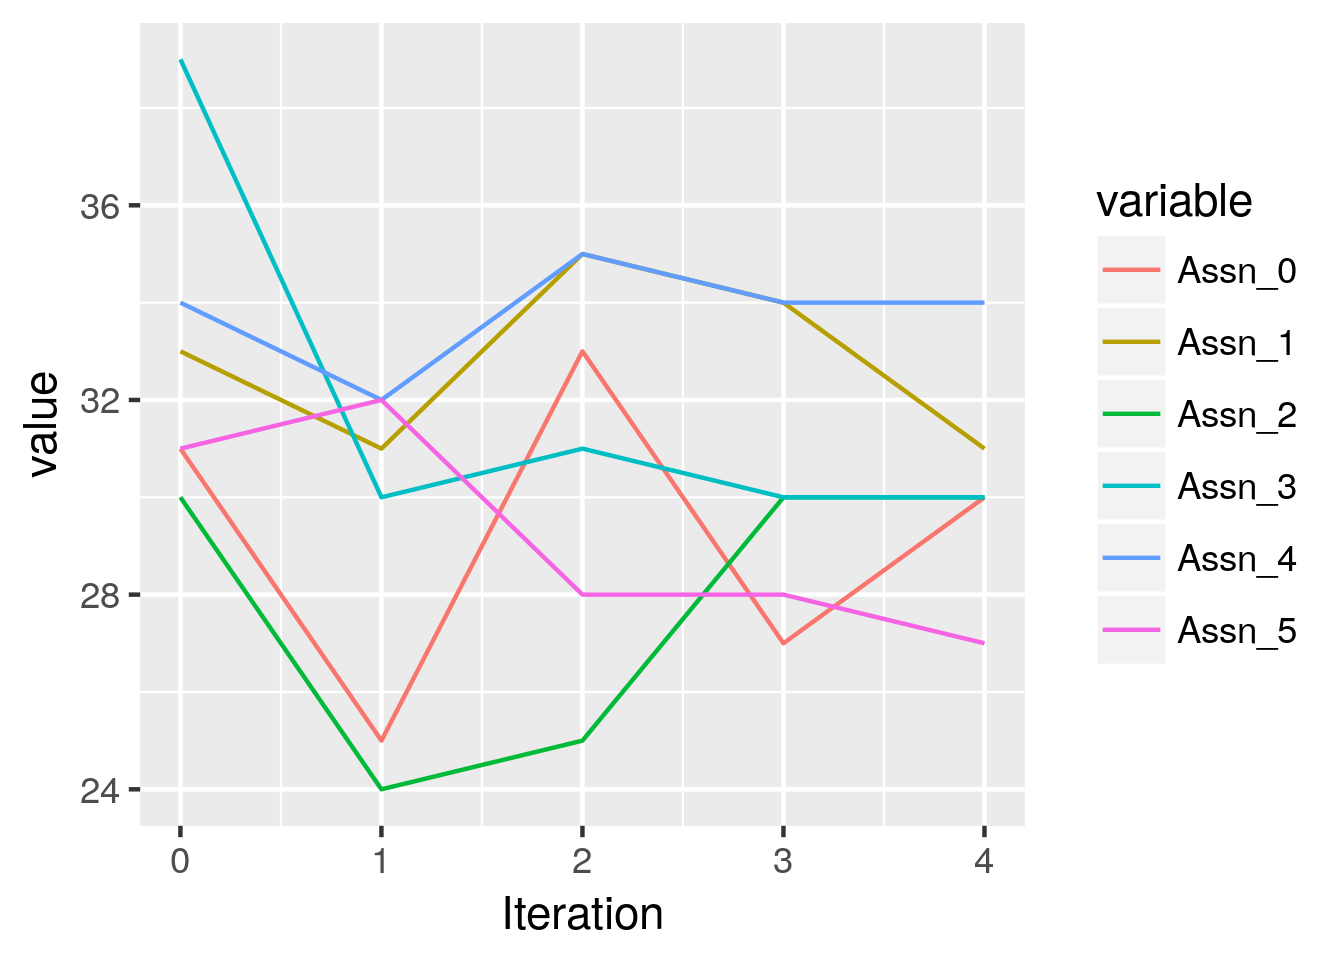 36
32
28
24
value
0 1 2 3 4
Iteration
variable
Assn_0
Assn_1
Assn_2
Assn_3
Assn_4
Assn_5